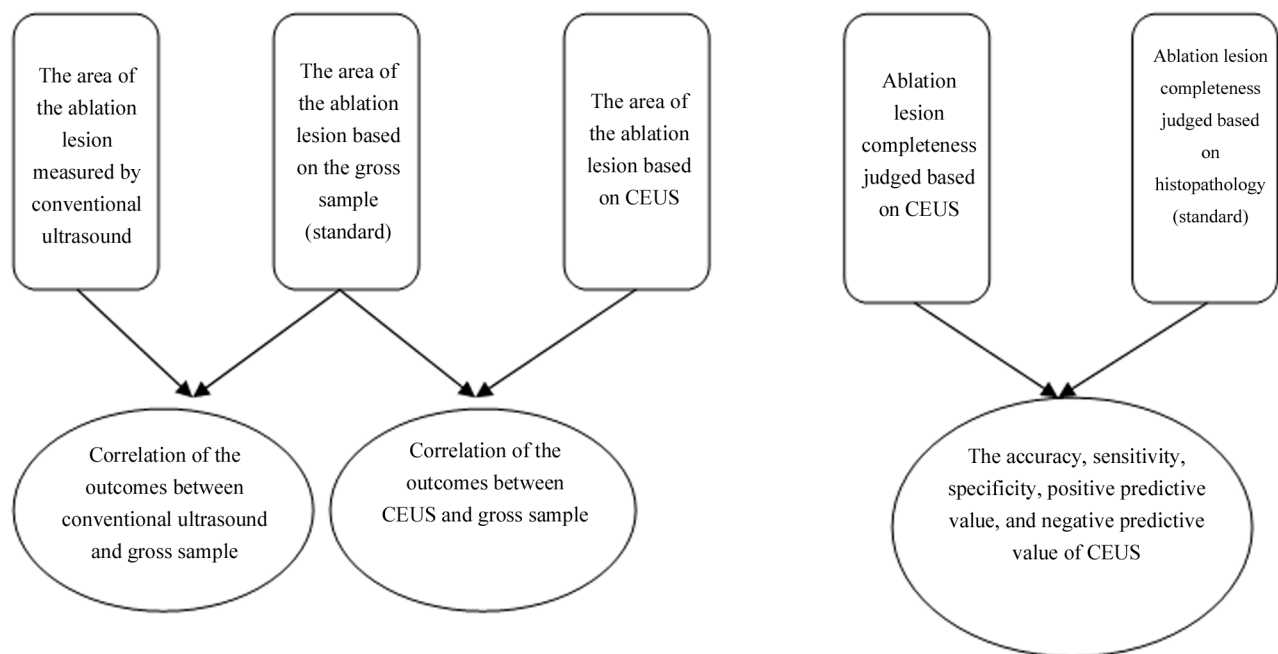 The area of
the ablation
lesion
measured by
conventional
ultrasound
The area of
the ablation
lesion based
on the gross
sample
(standard)
The area of
the ablation
lesion based
on CEUS
Ablation
lesion
completeness
judged based
on CEUS
Ablation lesion
completeness
judged based
on
histopathology
(standard)
Correlation of the
outcomes between
conventional ultrasound
and gross sample
Correlation of the
outcomes between
CEUS and gross sample
The accuracy, sensitivity,
specificity, positive predictive
value, and negative predictive
value of CEUS